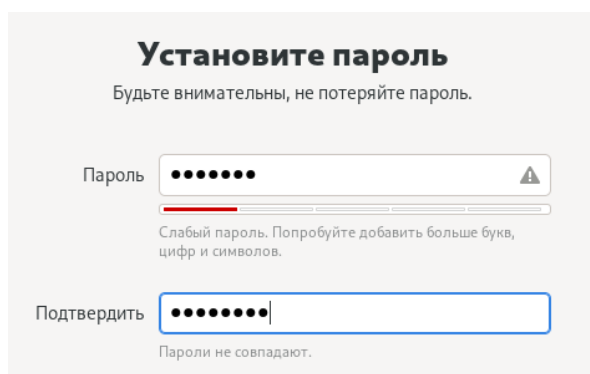 Установите пароль
Будьте внимательны, не потеряйте пароль.
Пароль ●●●●●●●
Слабый пароль. Попробуйте добавить больше букв,
цифр и символов.
Подтвердить ●●●●●●●●
Пароли не совпадают.